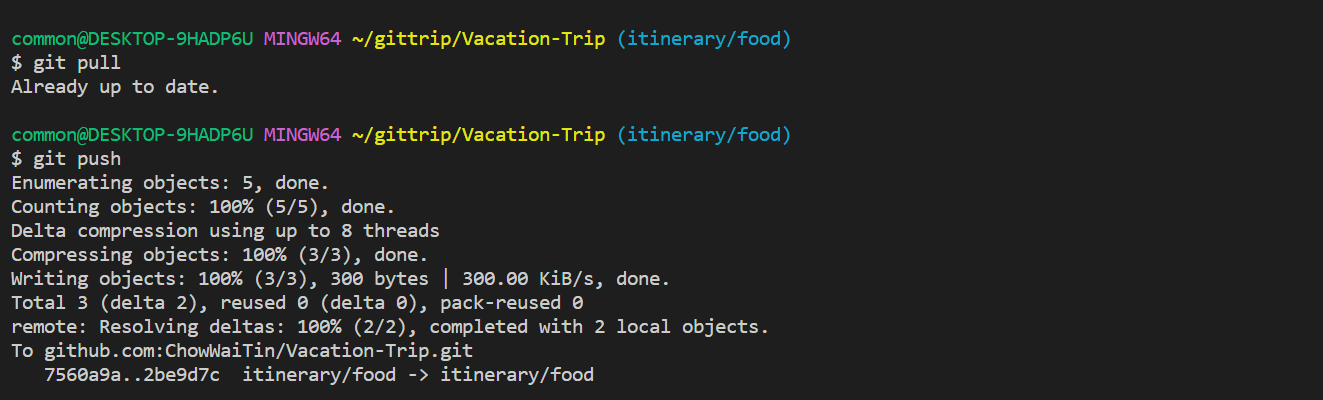 common@DESKTOP-9HADP6U MINGW64 ~/gittrip/Vacation-Trip (itinerary/food)
$ git pull
Already up to date.
common@DESKTOP-9HADP6U MINGW64 ~/gittrip/Vacation-Trip (itinerary/food)
$ git push
Enumerating objects: 5, done.
Counting objects: 100% (5/5), done.
Delta compression using up to 8 threads
Compressing objects: 100% (3/3), done.
Writing objects: 100% (3/3), 300 bytes | 300.00 KiB/s, done.
Total 3 (delta 2), reused 0 (delta 0), pack-reused 0
remote: Resolving deltas: 100% (2/2), completed with 2 local objects.
To github.com:ChowWaiTin/Vacation-Trip.git
   7560a9a..2be9d7c  itinerary/food -> itinerary/food